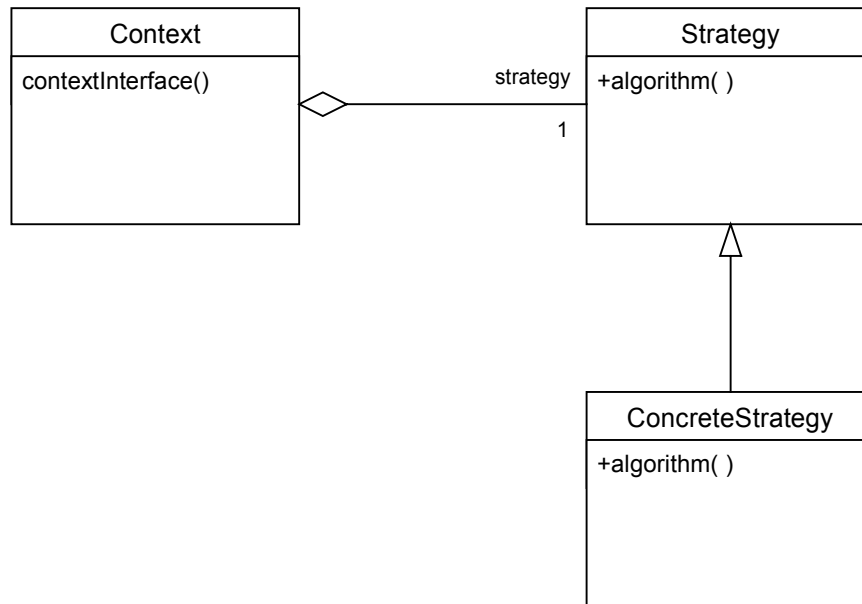 Context
contextInterface()
strategy
1
Strategy
+algorithm( )
ConcreteStrategy
+algorithm( )